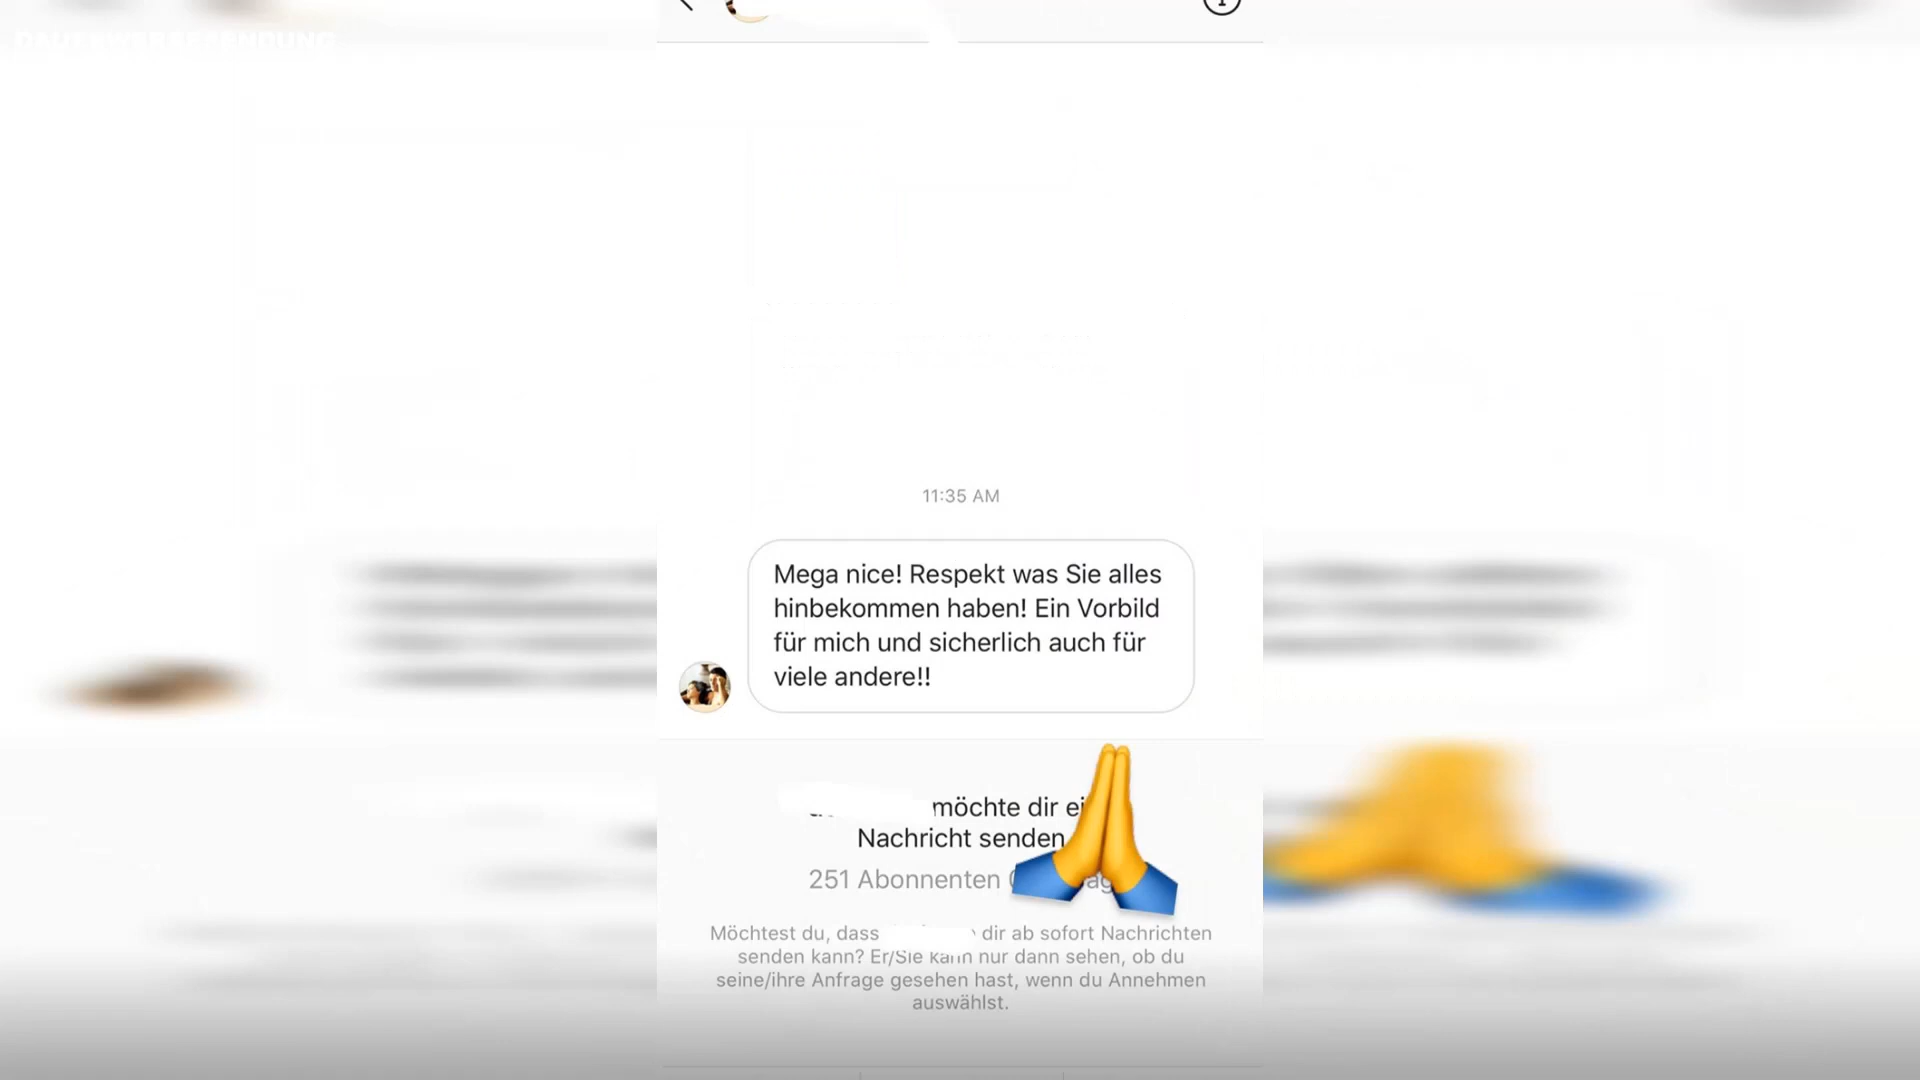 DAUERWERBESENDUNG
11:35 AM
Mega nice! Respekt was Sie alles
hinbekommen haben! Ein Vorbild
für mich und sicherlich auch für
viele andere!!
möchte dir
Nachricht senden
251 Abonnenten
Möchtest du, dass dir ab sofort Nachrichten
senden kann? Er/Sie kann nur dann sehen, ob du
seine/ihre Anfrage gesehen hast, wenn du Annehmen
auswählst.